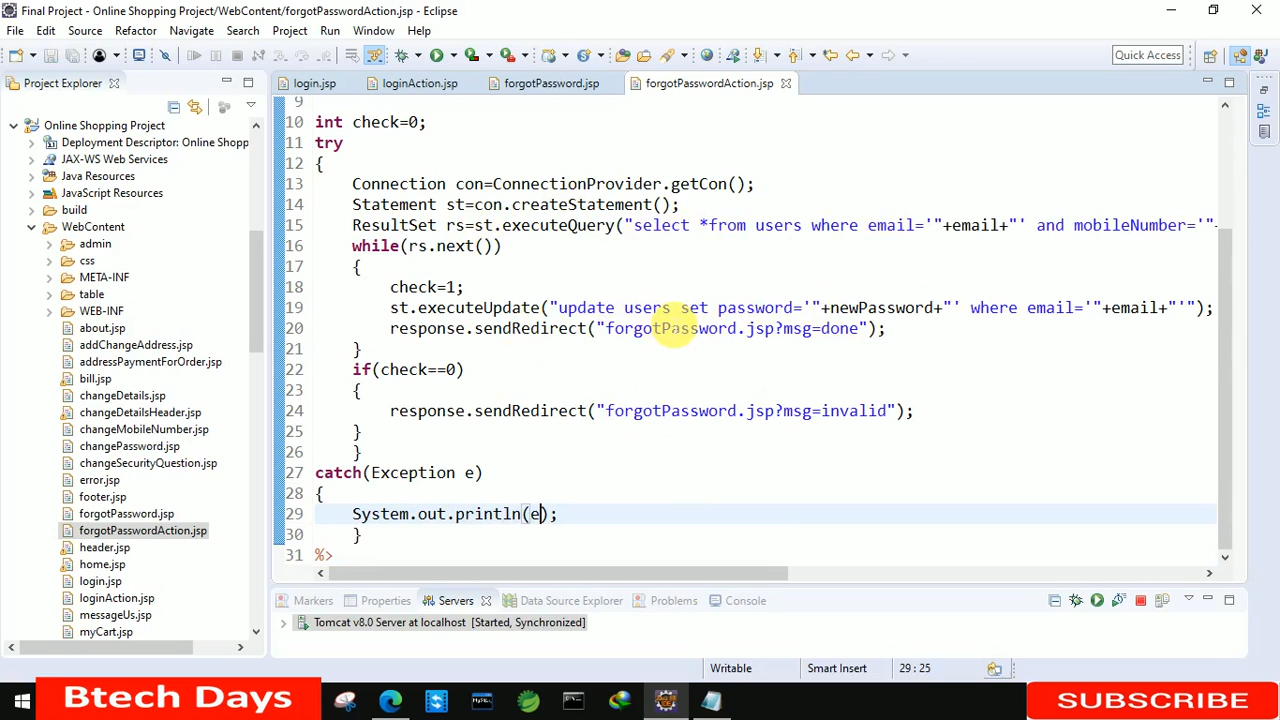 Final Project - Online Shopping Project/WebContent/forgotPasswordAction.jsp - Eclipse
File Edit Source Refactor Navigate Search Project Run Window Help
Quick Access
Project Explorer
login.jsp loginAction.jsp forgotPassword.jsp forgotPasswordAction.jsp
Online Shopping Project
Deployment Descriptor: Online Shopp
JAX-WS Web Services
Java Resources
JavaScript Resources
build
WebContent
admin
css
META-INF
table
WEB-INF
about.jsp
addChangeAddress.jsp
addressPaymentForOrder.jsp
bill.jsp
changeDetails.jsp
changeDetailsHeader.jsp
changeMobileNumber.jsp
changePassword.jsp
changeSecurityQuestion.jsp
error.jsp
footer.jsp
forgotPassword.jsp
forgotPasswordAction.jsp
header.jsp
home.jsp
login.jsp
loginAction.jsp
messageUs.jsp
myCart.jsp
9
10 int check=0;
11 try
12 {
13 Connection con=ConnectionProvider.getCon();
14 Statement st=con.createStatement();
15 ResultSet rs=st.executeQuery("select *from users where email='"+email+"' and mobileNumber='"
16 while(rs.next())
17 {
18 check=1;
19 st.executeUpdate("update users set password='"+newPassword+"' where email='"+email+"'");
20 response.sendRedirect("forgotPassword.jsp?msg=done");
21 }
22 if(check==0)
23 {
24 response.sendRedirect("forgotPassword.jsp?msg=invalid");
25 }
26 }
27 catch(Exception e)
28 {
29 System.out.println(e);
30 }
31 %>
Markers Properties Servers Data Source Explorer Problems Console
Tomcat v8.0 Server at localhost [Started, Synchronized]
Writable Smart Insert 29 : 25
Btech Days
SUBSCRIBE